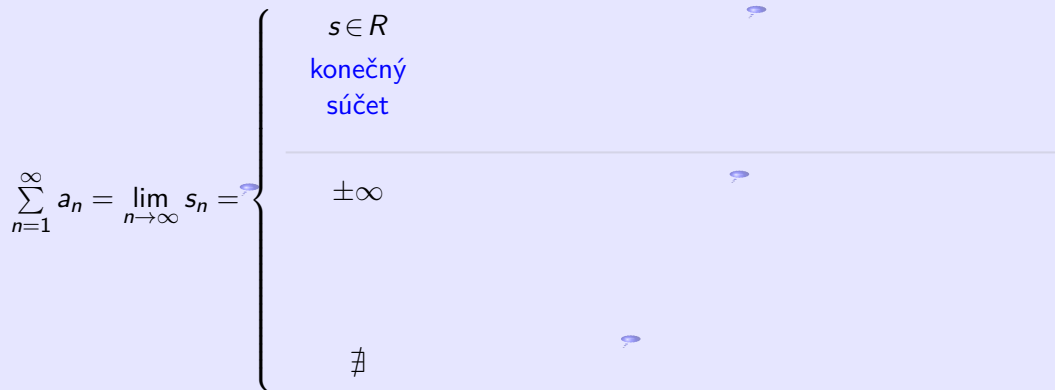 s ∈ R
konečný
súčet
∑_{n=1}^{∞} a_n = lim_{n→∞} s_n =
±∞
∄